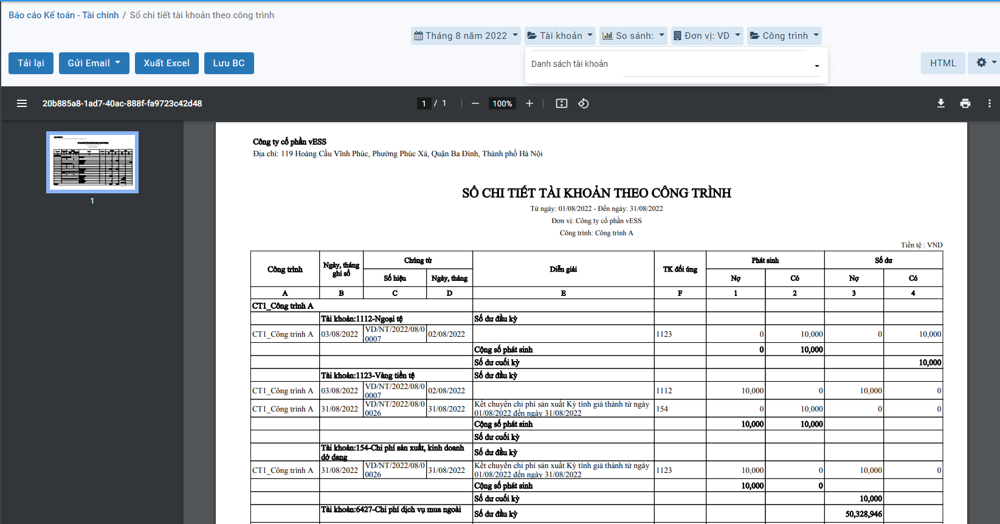 Báo cáo Kế toán - Tài chính / Sổ chi tiết tài khoản theo công trình
Tháng 8 năm 2022 Tài khoản So sánh: Đơn vị: VD Công trình
Tải lại Gửi Email Xuất Excel Lưu BC HTML
Danh sách tài khoản
20b885a8-1ad7-40ac-888f-fa9723c42d48 1 / 1 100%
1
Công ty cổ phần vESS
Địa chỉ: 119 Hoàng Cầu Vĩnh Phúc, Phường Phúc Xá, Quận Ba Đình, Thành phố Hà Nội
SỔ CHI TIẾT TÀI KHOẢN THEO CÔNG TRÌNH
Từ ngày: 01/08/2022 - Đến ngày: 31/08/2022
Đơn vị: Công ty cổ phần vESS
Công trình: Công trình A
Tiền tệ : VND
Công trình Ngày, tháng ghi sổ Chứng từ Diễn giải TK đối ứng Phát sinh Số dư
Số hiệu Ngày, tháng Nợ Có Nợ Có
A B C D E F 1 2 3 4
CT1_Công trình A
Tài khoản:1112-Ngoại tệ Số dư đầu kỳ
CT1_Công trình A 03/08/2022 VD/NT/2022/08/00007 02/08/2022 1123 0 10,000 0 10,000
Cộng số phát sinh 0 10,000
Số dư cuối kỳ 10,000
Tài khoản:1123-Vàng tiền tệ Số dư đầu kỳ
CT1_Công trình A 03/08/2022 VD/NT/2022/08/00007 02/08/2022 1112 10,000 0 10,000 0
CT1_Công trình A 31/08/2022 VD/NT/2022/08/00026 31/08/2022 Kết chuyển chi phí sản xuất Kỳ tính giá thành từ ngày 01/08/2022 đến ngày 31/08/2022 154 0 10,000 0 0
Cộng số phát sinh 10,000 10,000
Số dư cuối kỳ
Tài khoản:154-Chi phí sản xuất, kinh doanh dở dang Số dư đầu kỳ
CT1_Công trình A 31/08/2022 VD/NT/2022/08/00026 31/08/2022 Kết chuyển chi phí sản xuất Kỳ tính giá thành từ ngày 01/08/2022 đến ngày 31/08/2022 1123 10,000 0 10,000 0
Cộng số phát sinh 10,000 0
Số dư cuối kỳ 10,000
Tài khoản:6427-Chi phí dịch vụ mua ngoài Số dư đầu kỳ 50,328,946